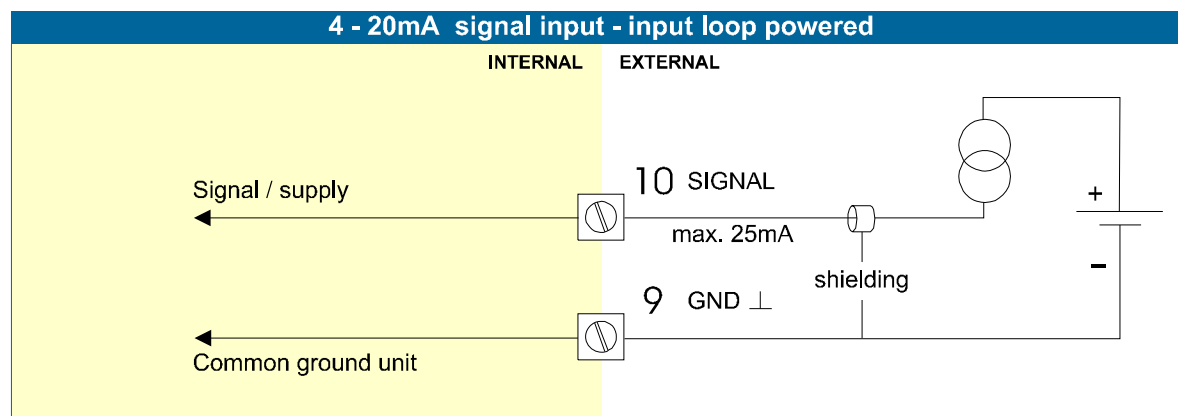 4 - 20mA signal input - input loop powered
INTERNAL
EXTERNAL
Signal / supply
10 SIGNAL
max. 25mA
+
-
shielding
9 GND ⊥
Common ground unit